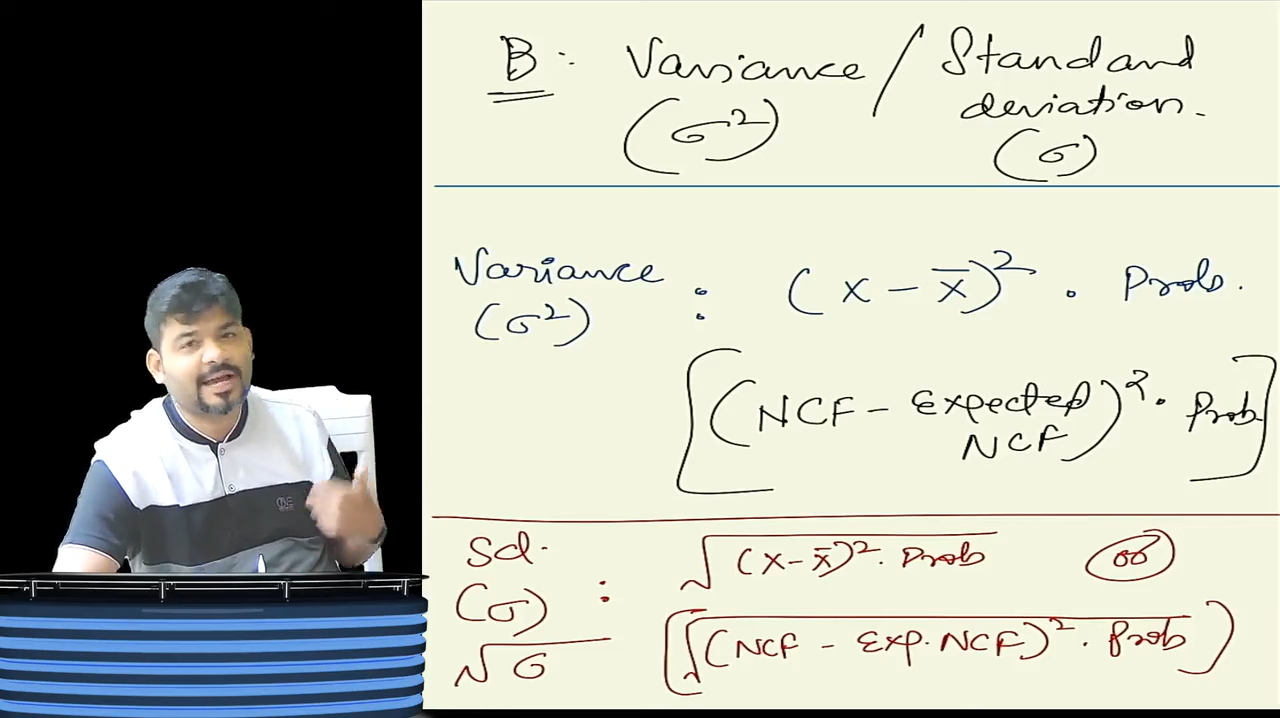 B: Variance / Standard deviation.
(σ²) (σ)
Variance : (x - x̄)² . Prob.
(σ²)
[(NCF - Expected NCF)² . Prob]
Sd. : √(x-x̄)². Prob or
(σ)
√σ [√(NCF - Exp. NCF)² . Prob]